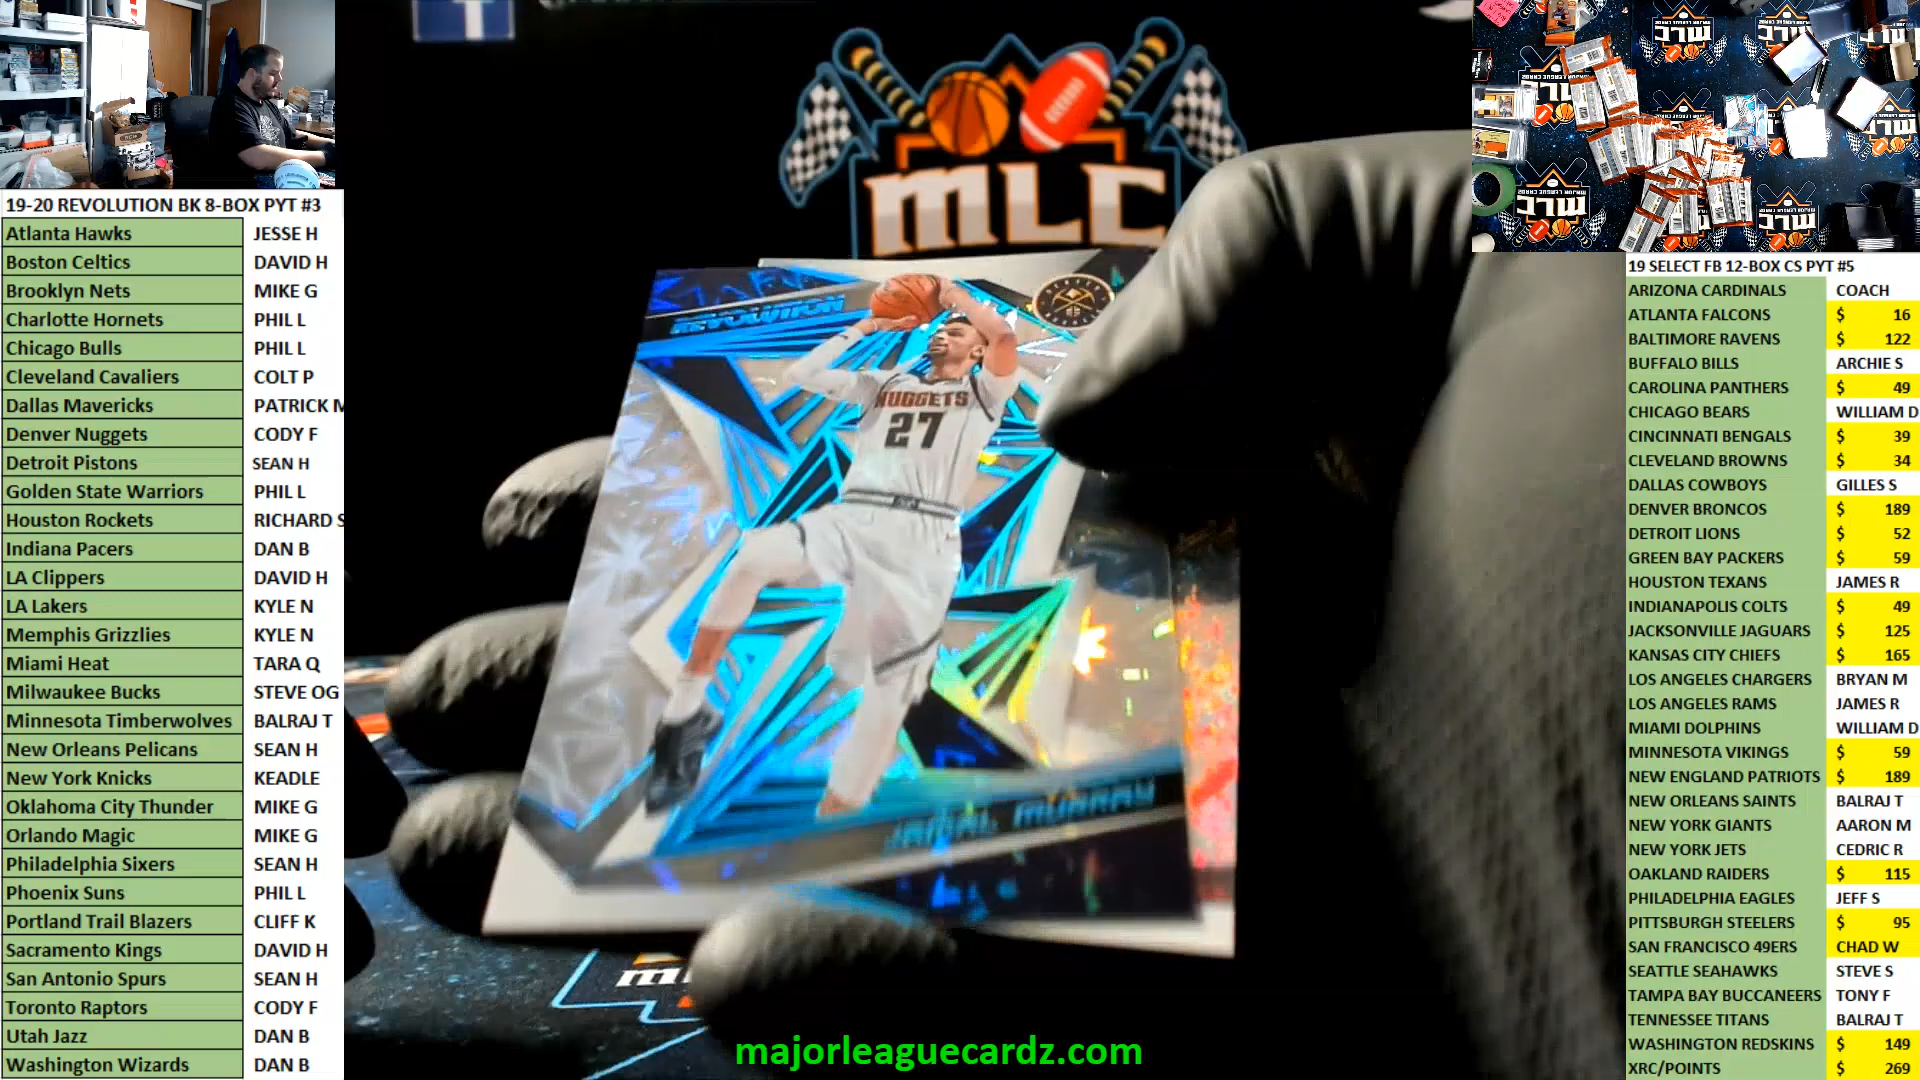 19-20 REVOLUTION BK 8-BOX PYT #3
Atlanta Hawks JESSE H
Boston Celtics DAVID H
Brooklyn Nets MIKE G
Charlotte Hornets PHIL L
Chicago Bulls PHIL L
Cleveland Cavaliers COLT P
Dallas Mavericks PATRICK M
Denver Nuggets CODY F
Detroit Pistons SEAN H
Golden State Warriors PHIL L
Houston Rockets RICHARD S
Indiana Pacers DAN B
LA Clippers DAVID H
LA Lakers KYLE N
Memphis Grizzlies KYLE N
Miami Heat TARA Q
Milwaukee Bucks STEVE OG
Minnesota Timberwolves BALRAJ T
New Orleans Pelicans SEAN H
New York Knicks KEADLE
Oklahoma City Thunder MIKE G
Orlando Magic MIKE G
Philadelphia Sixers SEAN H
Phoenix Suns PHIL L
Portland Trail Blazers CLIFF K
Sacramento Kings DAVID H
San Antonio Spurs SEAN H
Toronto Raptors CODY F
Utah Jazz DAN B
Washington Wizards DAN B
MLC
REVOLUTION
NUGGETS
27
JAMAL MURRAY
majorleaguecardz.com
MLC
MLC
MLC
MLC
MLC
19 SELECT FB 12-BOX CS PYT #5
ARIZONA CARDINALS COACH
ATLANTA FALCONS $ 16
BALTIMORE RAVENS $ 122
BUFFALO BILLS ARCHIE S
CAROLINA PANTHERS $ 49
CHICAGO BEARS WILLIAM D
CINCINNATI BENGALS $ 39
CLEVELAND BROWNS $ 34
DALLAS COWBOYS GILLES S
DENVER BRONCOS $ 189
DETROIT LIONS $ 52
GREEN BAY PACKERS $ 59
HOUSTON TEXANS JAMES R
INDIANAPOLIS COLTS $ 49
JACKSONVILLE JAGUARS $ 125
KANSAS CITY CHIEFS $ 165
LOS ANGELES CHARGERS BRYAN M
LOS ANGELES RAMS JAMES R
MIAMI DOLPHINS WILLIAM D
MINNESOTA VIKINGS $ 59
NEW ENGLAND PATRIOTS $ 189
NEW ORLEANS SAINTS BALRAJ T
NEW YORK GIANTS AARON M
NEW YORK JETS CEDRIC R
OAKLAND RAIDERS $ 115
PHILADELPHIA EAGLES JEFF S
PITTSBURGH STEELERS $ 95
SAN FRANCISCO 49ERS CHAD W
SEATTLE SEAHAWKS STEVE S
TAMPA BAY BUCCANEERS TONY F
TENNESSEE TITANS BALRAJ T
WASHINGTON REDSKINS $ 149
XRC/POINTS $ 269